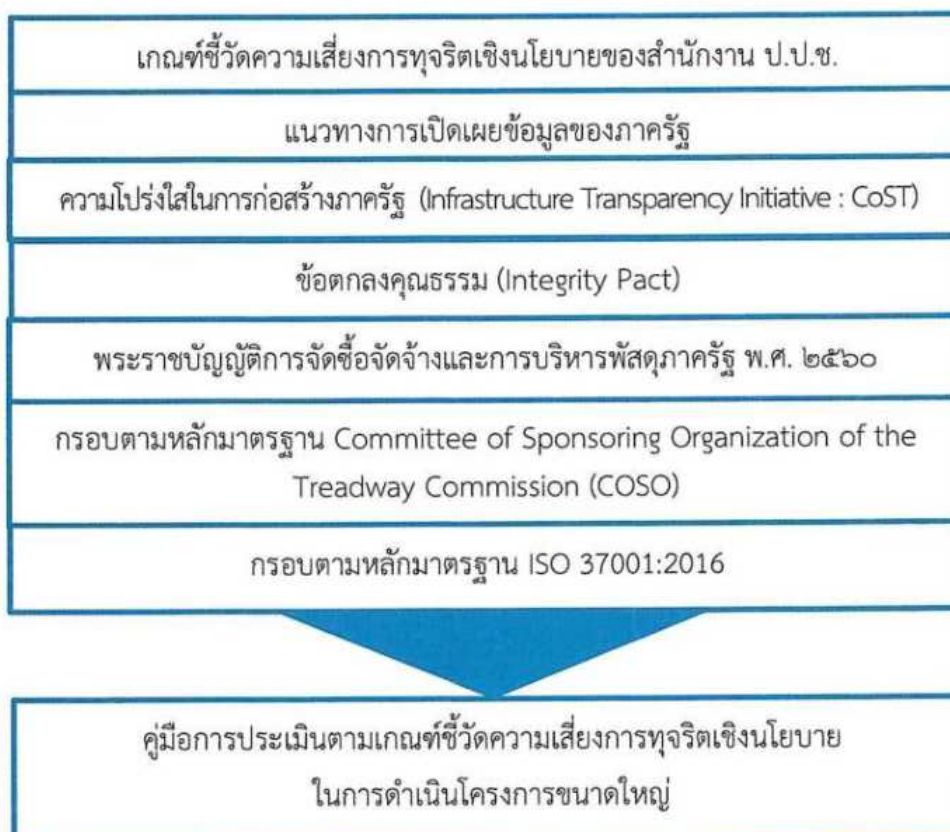 เกณฑ์ชี้วัดความเสี่ยงการทุจริตเชิงนโยบายของสำนักงาน ป.ป.ช.
แนวทางการเปิดเผยข้อมูลของภาครัฐ
ความโปร่งใสในการก่อสร้างภาครัฐ (Infrastructure Transparency Initiative : CoST)
ข้อตกลงคุณธรรม (Integrity Pact)
พระราชบัญญัติการจัดซื้อจัดจ้างและการบริหารพัสดุภาครัฐ พ.ศ. ๒๕๖๐
กรอบตามหลักมาตรฐาน Committee of Sponsoring Organization of the
Treadway Commission (COSO)
กรอบตามหลักมาตรฐาน ISO 37001:2016
คู่มือการประเมินตามเกณฑ์ชี้วัดความเสี่ยงการทุจริตเชิงนโยบาย
ในการดำเนินโครงการขนาดใหญ่